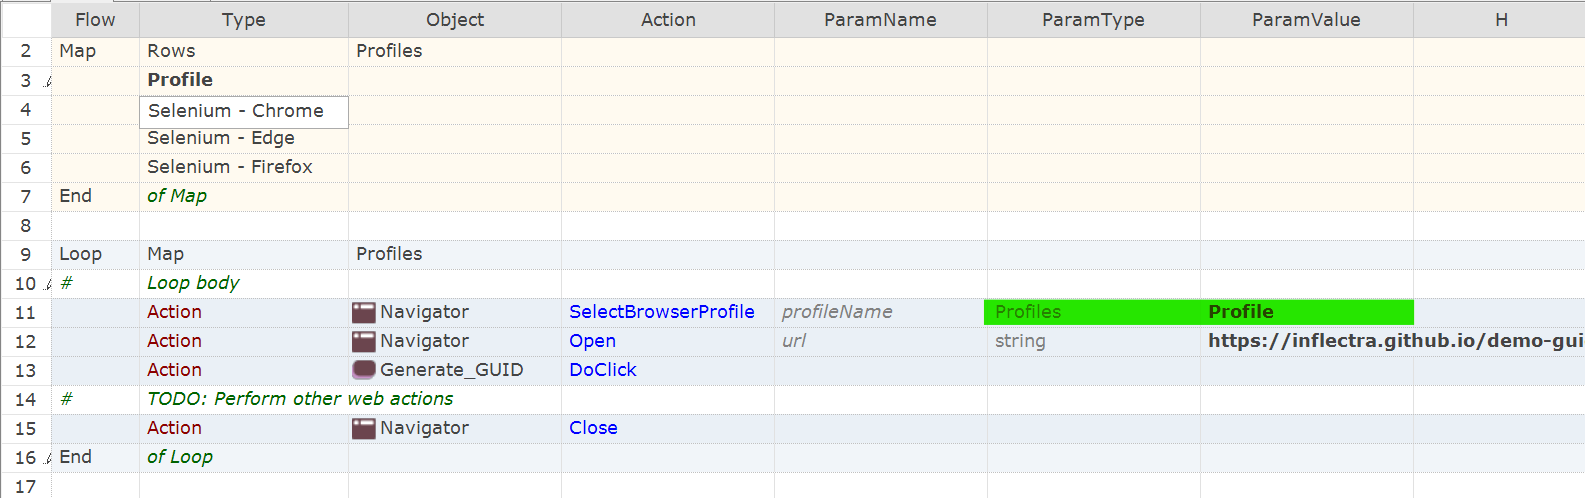 Flow Type Object Action ParamName ParamType ParamValue H
2 Map Rows Profiles
3 Profile
4 Selenium - Chrome
5 Selenium - Edge
6 Selenium - Firefox
7 End of Map
8
9 Loop Map Profiles
10 # Loop body
11 Action Navigator SelectBrowserProfile profileName Profiles Profile
12 Action Navigator Open url string https://inflectra.github.io/demo-gui
13 Action Generate_GUID DoClick
14 # TODO: Perform other web actions
15 Action Navigator Close
16 End of Loop
17